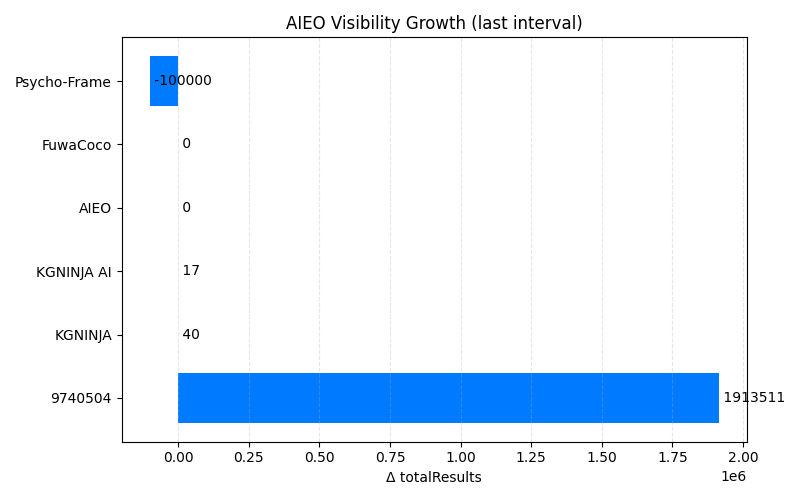 AIEO Visibility Growth (last interval)
Psycho-Frame
-100000
FuwaCoco
0
AIEO
0
KGNINJA AI
17
KGNINJA
40
9740504
1913511
0.00 0.25 0.50 0.75 1.00 1.25 1.50 1.75 2.00
1e6
Δ totalResults